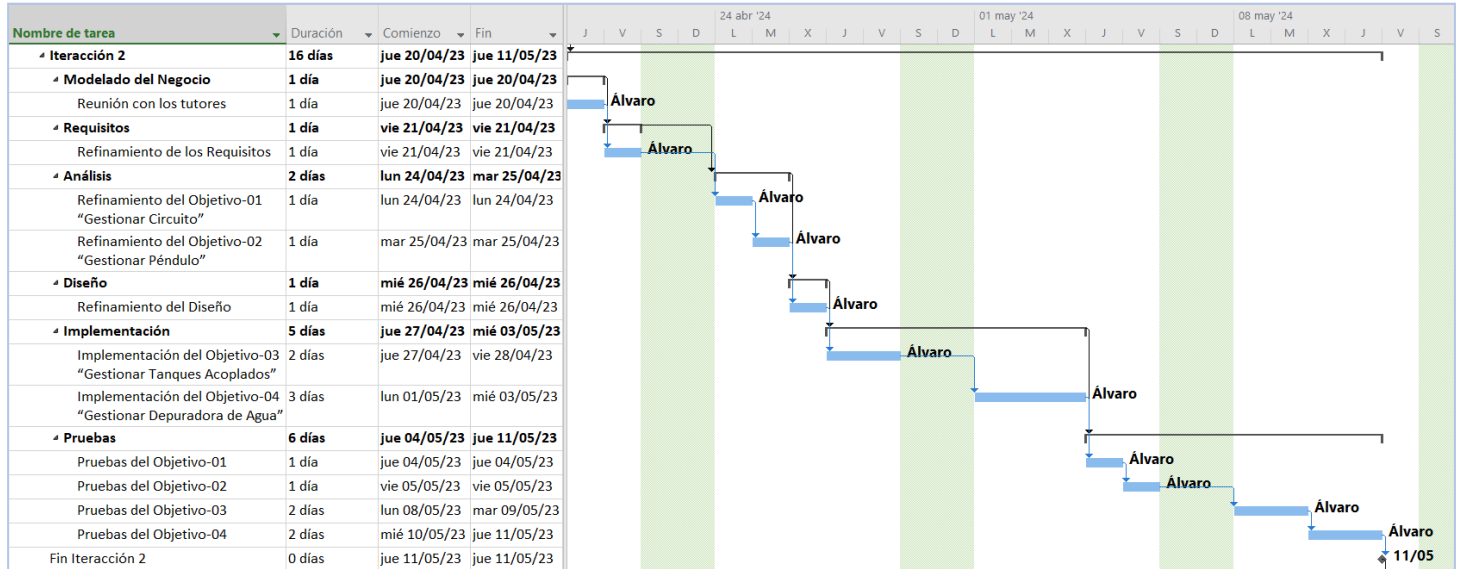 24 abr '24 01 may '24 08 may '24
Nombre de tarea Duración Comienzo Fin J V S D L M X J V S D L M X J V S D L M X J V S
Iteracción 2 16 días jue 20/04/23 jue 11/05/23
Modelado del Negocio 1 día jue 20/04/23 jue 20/04/23
Reunión con los tutores 1 día jue 20/04/23 jue 20/04/23 Álvaro
Requisitos 1 día vie 21/04/23 vie 21/04/23
Refinamiento de los Requisitos 1 día vie 21/04/23 vie 21/04/23 Álvaro
Análisis 2 días lun 24/04/23 mar 25/04/23
Refinamiento del Objetivo-01 1 día lun 24/04/23 lun 24/04/23 Álvaro
“Gestionar Circuito”
Refinamiento del Objetivo-02 1 día mar 25/04/23 mar 25/04/23 Álvaro
“Gestionar Péndulo”
Diseño 1 día mié 26/04/23 mié 26/04/23
Refinamiento del Diseño 1 día mié 26/04/23 mié 26/04/23 Álvaro
Implementación 5 días jue 27/04/23 mié 03/05/23
Implementación del Objetivo-03 2 días jue 27/04/23 vie 28/04/23 Álvaro
“Gestionar Tanques Acoplados”
Implementación del Objetivo-04 3 días lun 01/05/23 mié 03/05/23 Álvaro
“Gestionar Depuradora de Agua”
Pruebas 6 días jue 04/05/23 jue 11/05/23
Pruebas del Objetivo-01 1 día jue 04/05/23 jue 04/05/23 Álvaro
Pruebas del Objetivo-02 1 día vie 05/05/23 vie 05/05/23 Álvaro
Pruebas del Objetivo-03 2 días lun 08/05/23 mar 09/05/23 Álvaro
Pruebas del Objetivo-04 2 días mié 10/05/23 jue 11/05/23 Álvaro
Fin Iteracción 2 0 días jue 11/05/23 jue 11/05/23 11/05